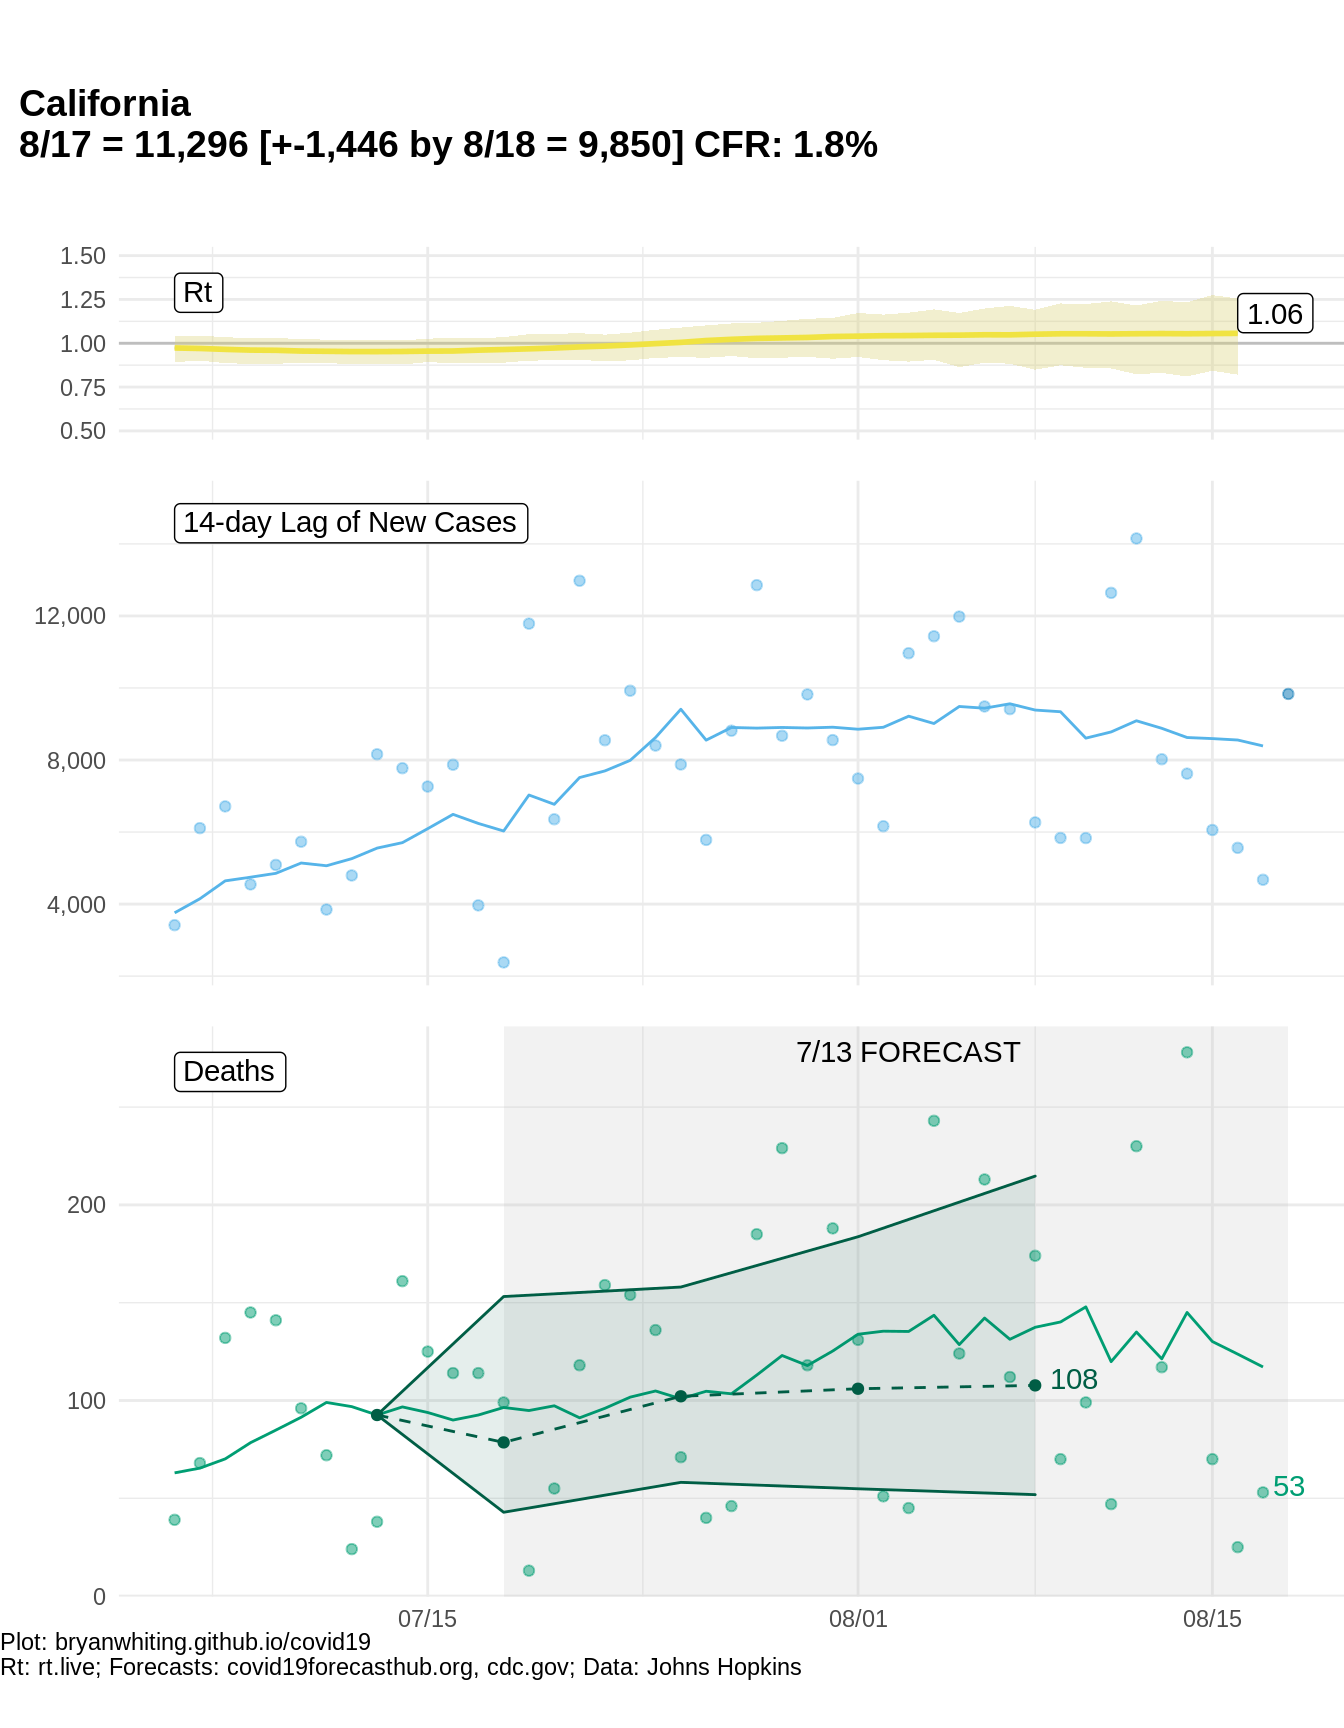 California
8/17 = 11,296 [+-1,446 by 8/18 = 9,850] CFR: 1.8%
1.50
1.25
1.00
0.75
0.50
Rt
1.06
14-day Lag of New Cases
12,000
8,000
4,000
Deaths
7/13 FORECAST
200
100
0
108
53
07/15
08/01
08/15
Plot: bryanwhiting.github.io/covid19
Rt: rt.live; Forecasts: covid19forecasthub.org, cdc.gov; Data: Johns Hopkins